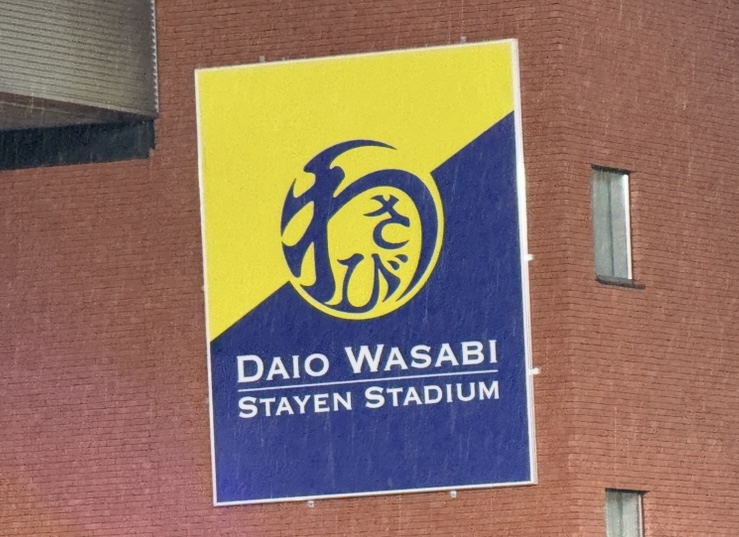 わさび
DAIO WASABI
STAYEN STADIUM